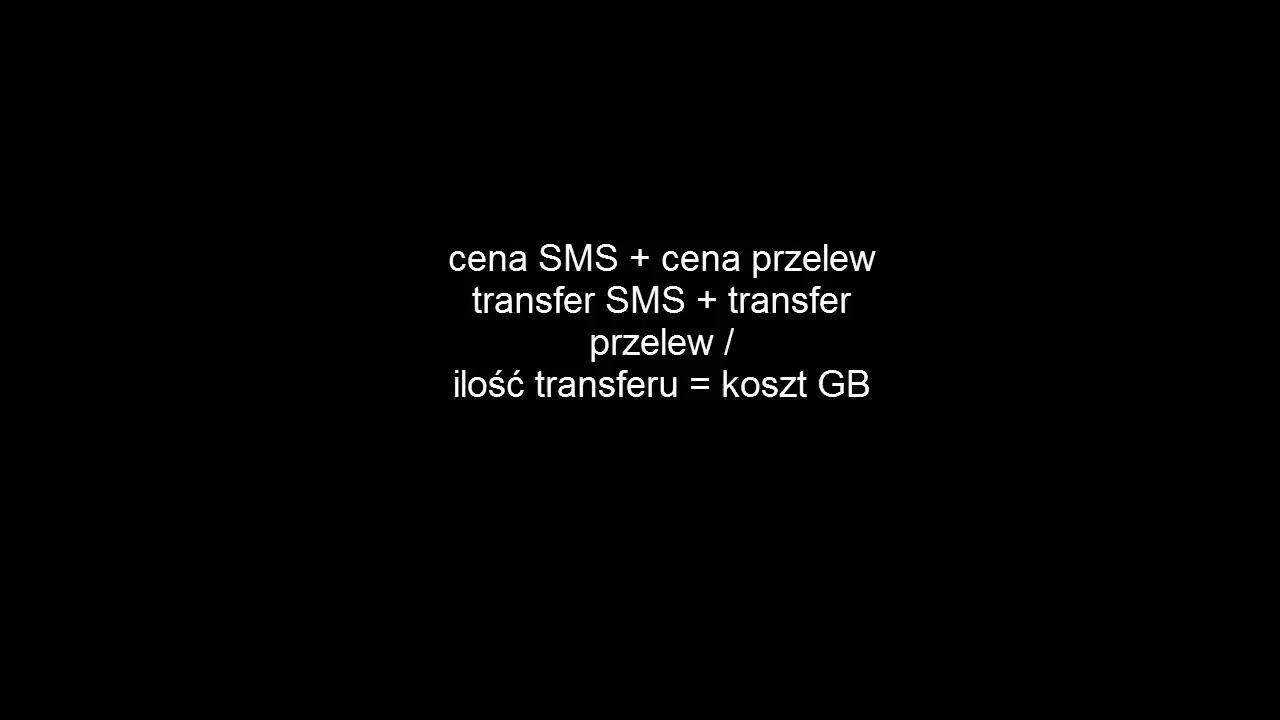 cena SMS + cena przelew
transfer SMS + transfer
przelew /
ilość transferu = koszt GB